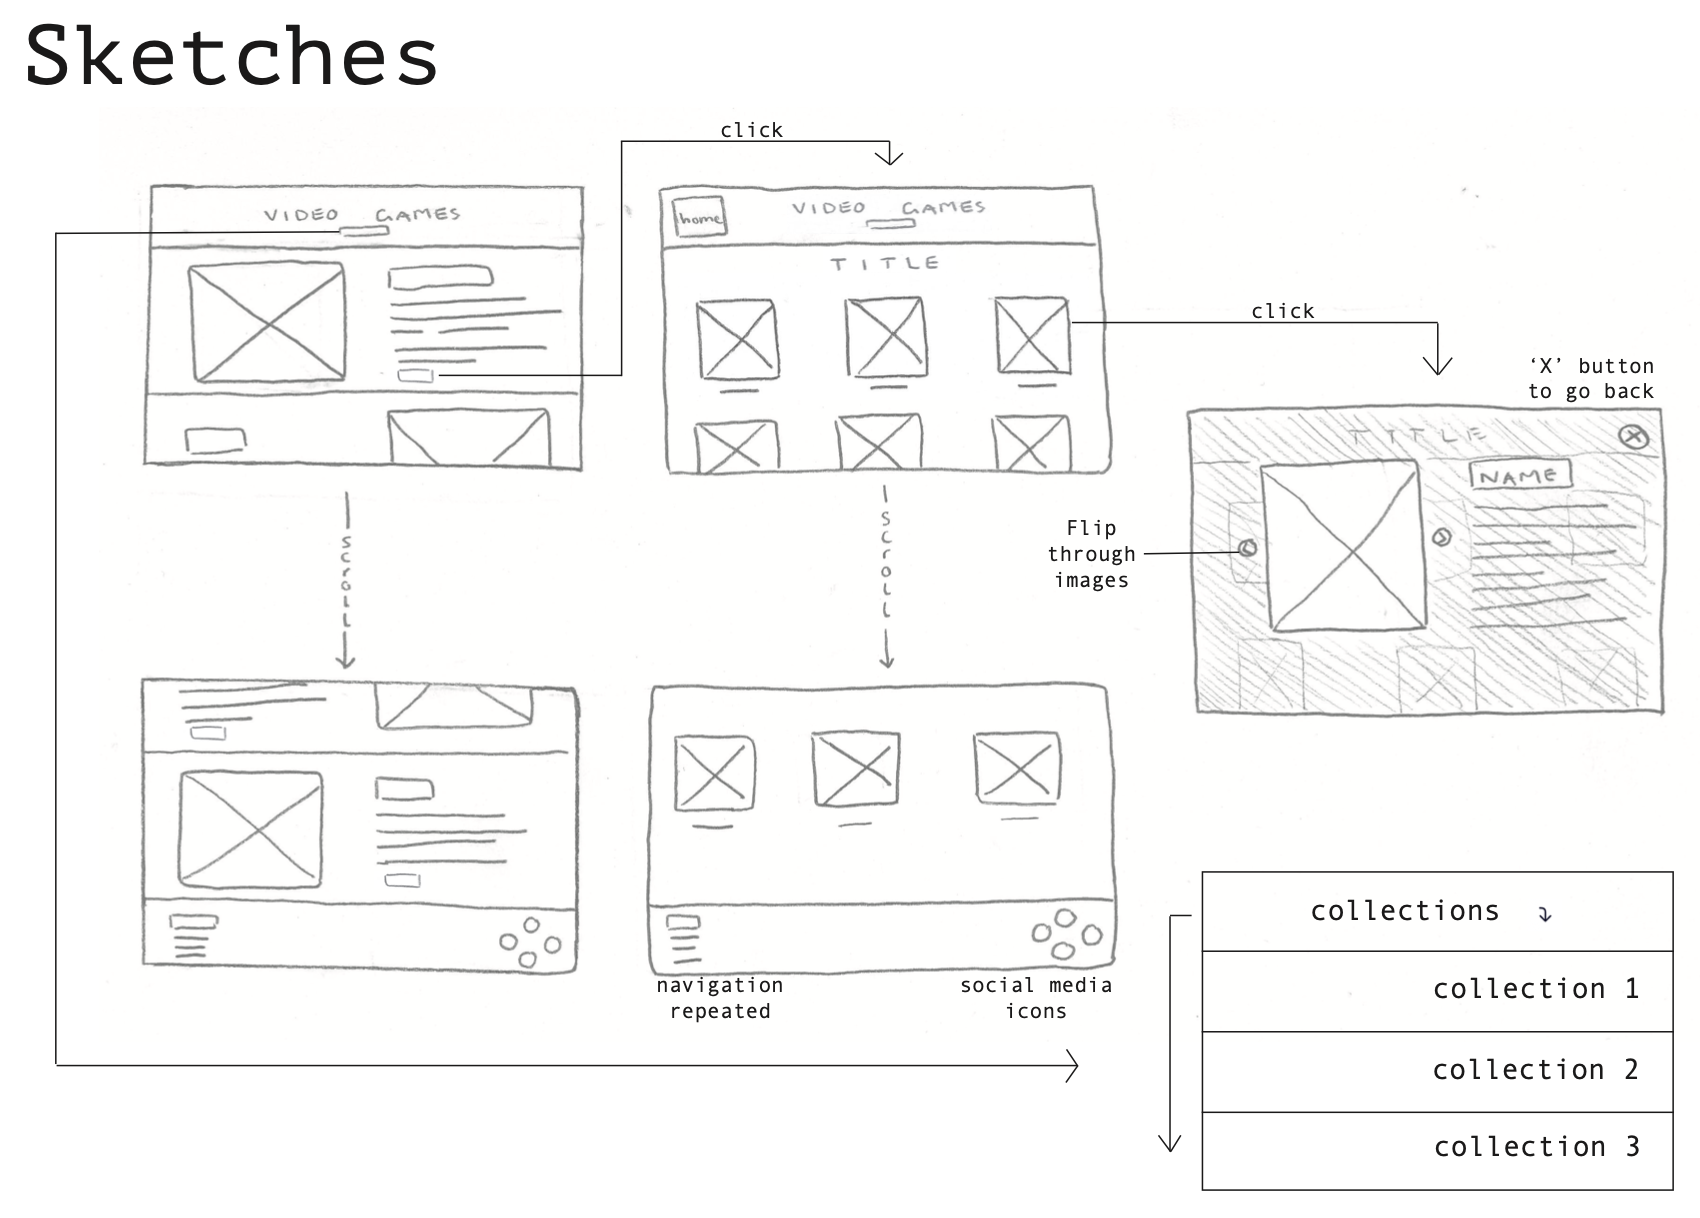 Sketches
click
VIDEO GAMES
home
VIDEO GAMES
TITLE
click
'X' button
to go back
TITLE
X
NAME
Flip
through
images
scroll
scroll
navigation
repeated
social media
icons
collections
collection 1
collection 2
collection 3